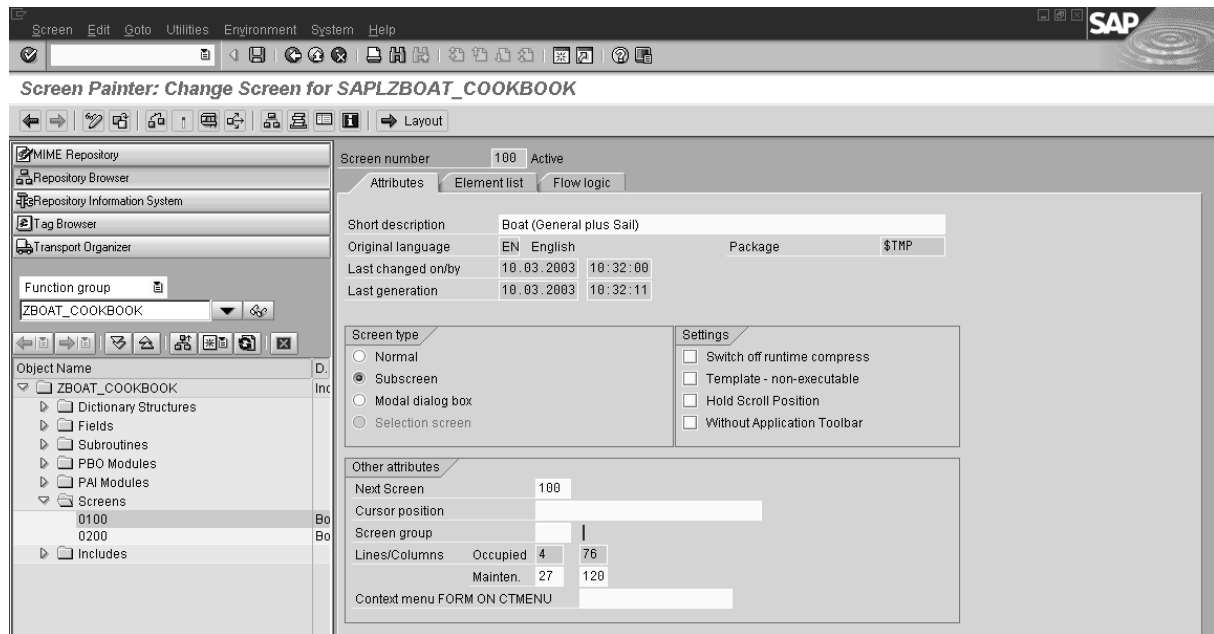 Screen Edit Goto Utilities Environment System Help
SAP
Screen Painter: Change Screen for SAPLZBOAT_COOKBOOK
Layout
MIME Repository
Repository Browser
Repository Information System
Tag Browser
Transport Organizer
Function group
ZBOAT_COOKBOOK
Object Name D.
ZBOAT_COOKBOOK Inc
Dictionary Structures
Fields
Subroutines
PBO Modules
PAI Modules
Screens
0100 Bo
0200 Bo
Includes
Screen number 100 Active
Attributes Element list Flow logic
Short description Boat (General plus Sail)
Original language EN English Package $TMP
Last changed on/by 10.03.2003 10:32:00
Last generation 10.03.2003 10:32:11
Screen type
Normal
Subscreen
Modal dialog box
Selection screen
Settings
Switch off runtime compress
Template - non-executable
Hold Scroll Position
Without Application Toolbar
Other attributes
Next Screen 100
Cursor position
Screen group
Lines/Columns Occupied 4 76
Mainten. 27 120
Context menu FORM ON CTMENU